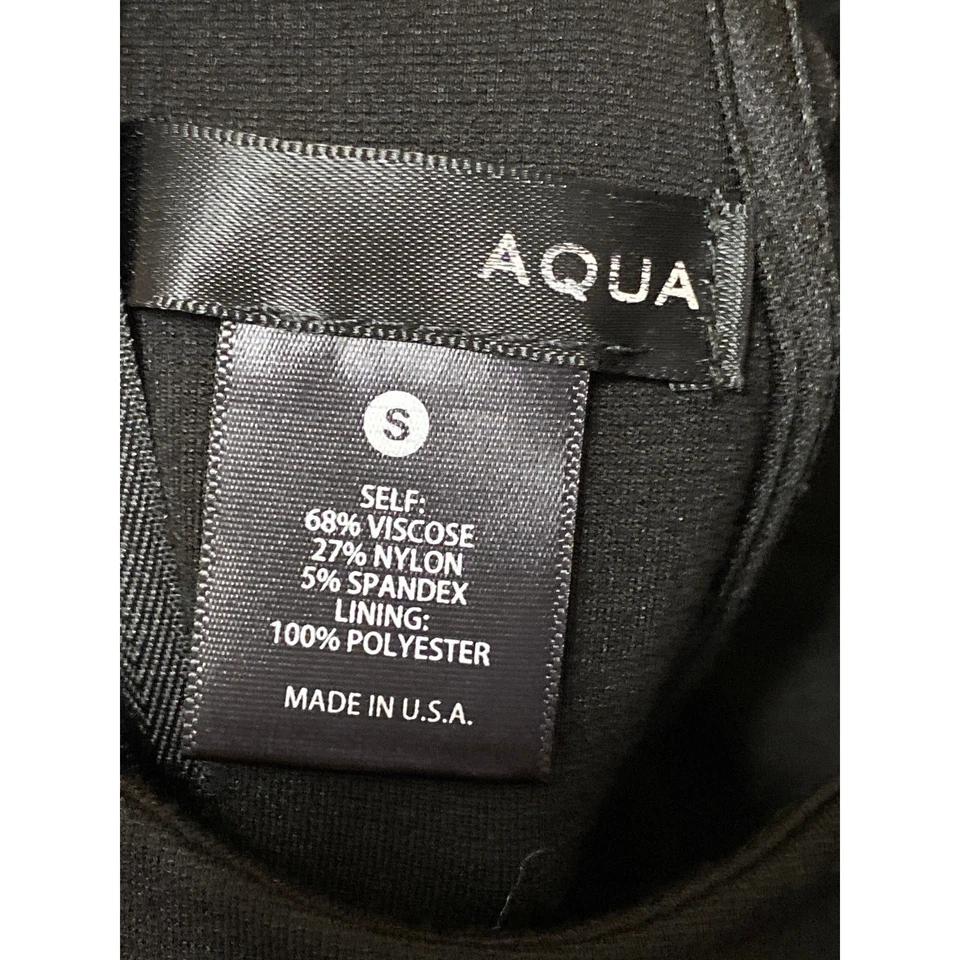 AQUA
S
SELF:
68% VISCOSE
27% NYLON
5% SPANDEX
LINING:
100% POLYESTER
MADE IN U.S.A.